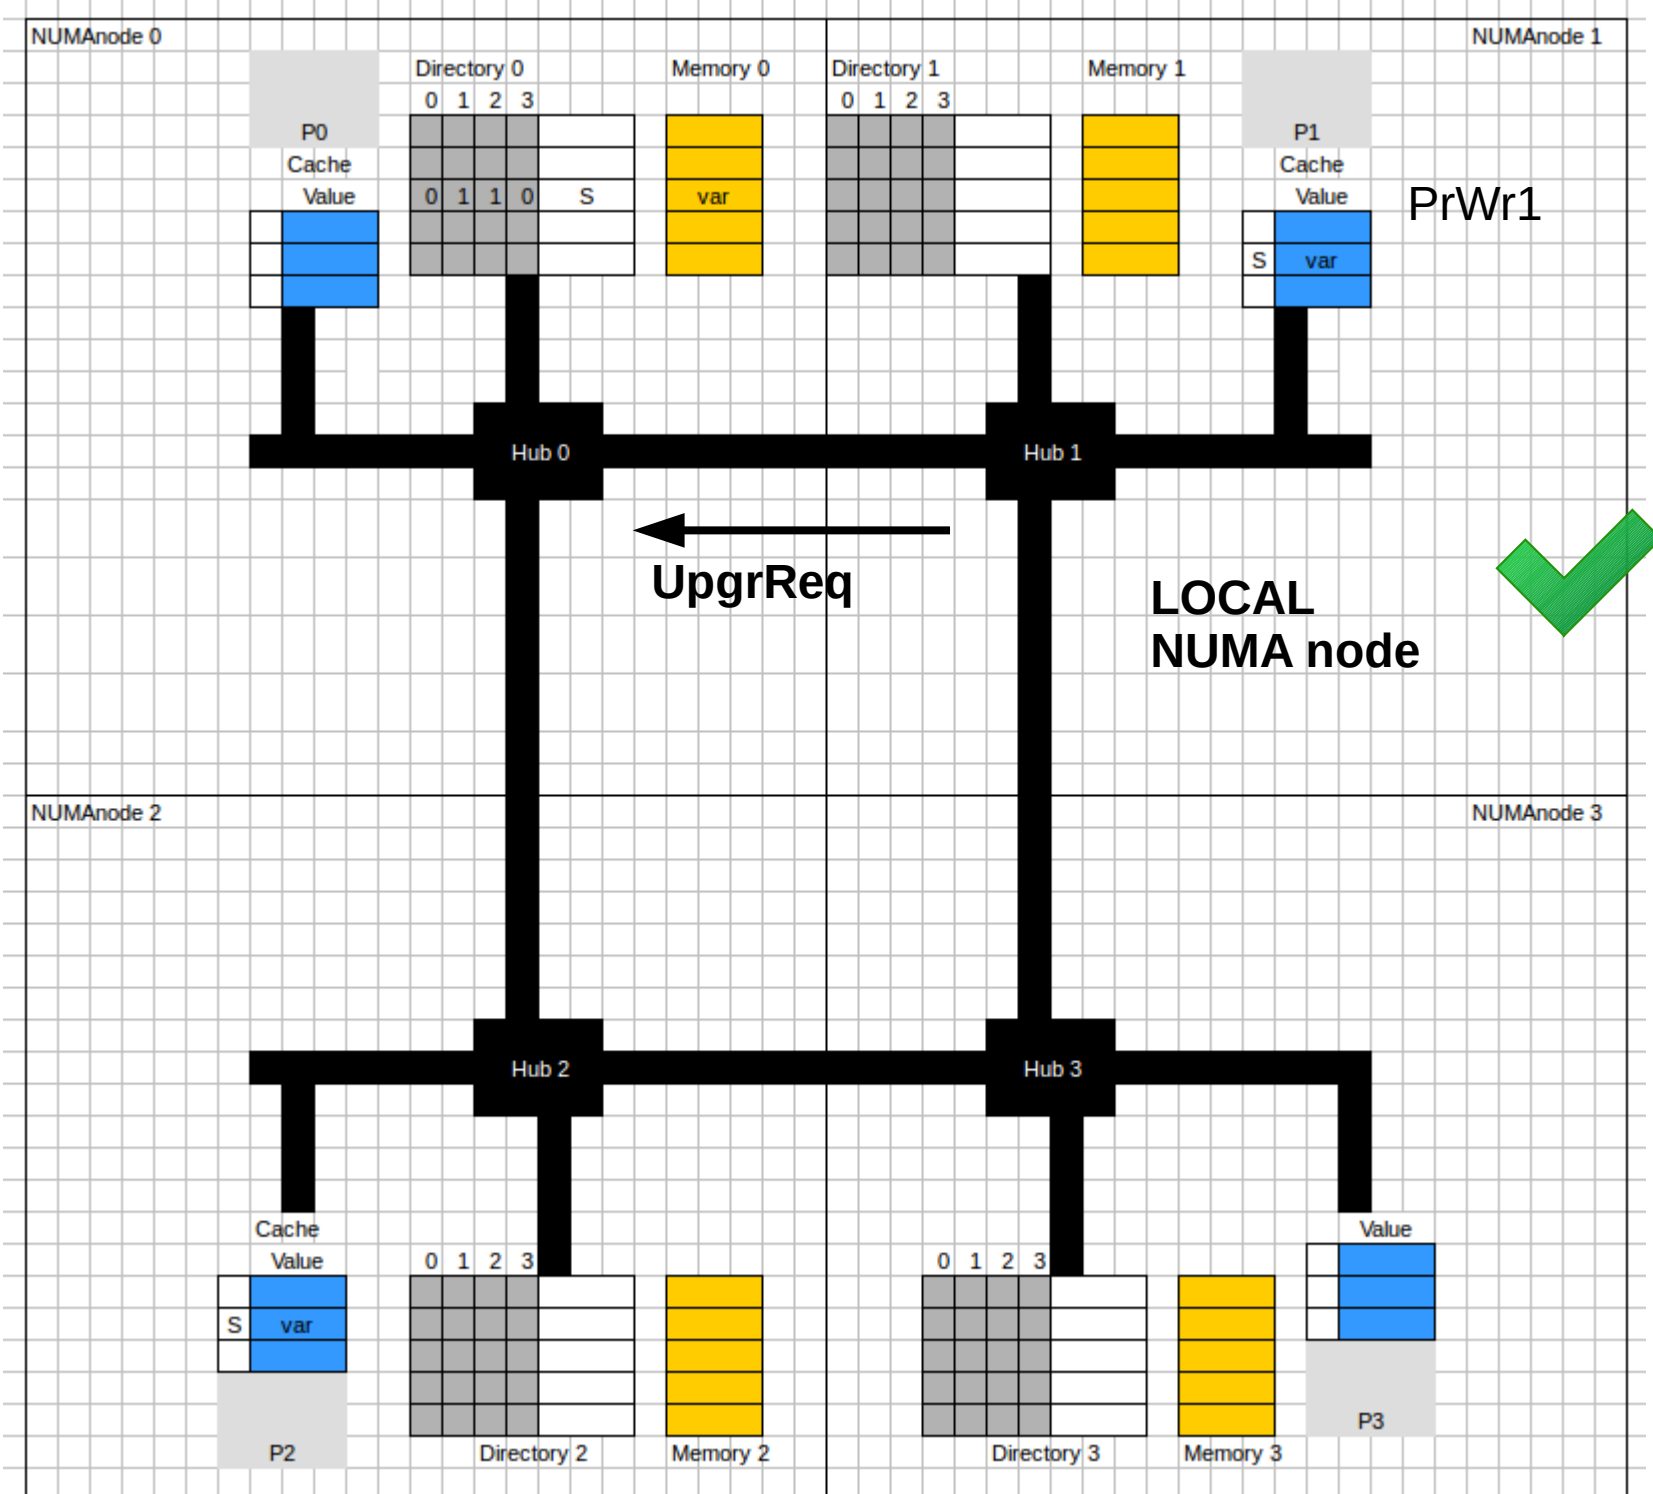 NUMAnode 0
NUMAnode 1
Directory 0
Memory 0
Directory 1
Memory 1
0 1 2 3
0 1 2 3
P0
P1
Cache
Cache
Value
0 1 1 0 S
var
Value
PrWr1
S var
Hub 0
Hub 1
UpgrReq
LOCAL
NUMA node
NUMAnode 2
NUMAnode 3
Hub 2
Hub 3
Cache
Value
Value
0 1 2 3
0 1 2 3
S var
P2
Directory 2
Memory 2
Directory 3
Memory 3
P3